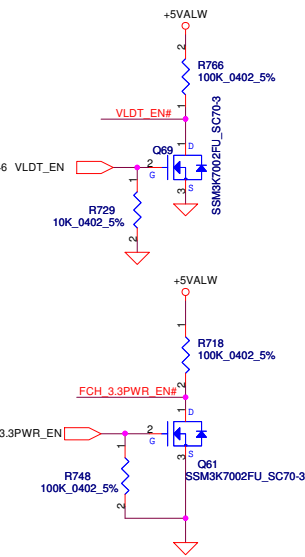 +5VALW
2
R766
100K_0402_5%
1
VLDT_EN#
SSM3K7002FU_SC70-3
Q69
1
D
6 VLDT_EN
2
G
3
S
1
R729
10K_0402_5%
2
+5VALW
1
R718
100K_0402_5%
2
FCH_3.3PWR_EN#
1
D
3.3PWR_EN
2
G
3
S
Q61
SSM3K7002FU_SC70-3
1
R748
100K_0402_5%
2